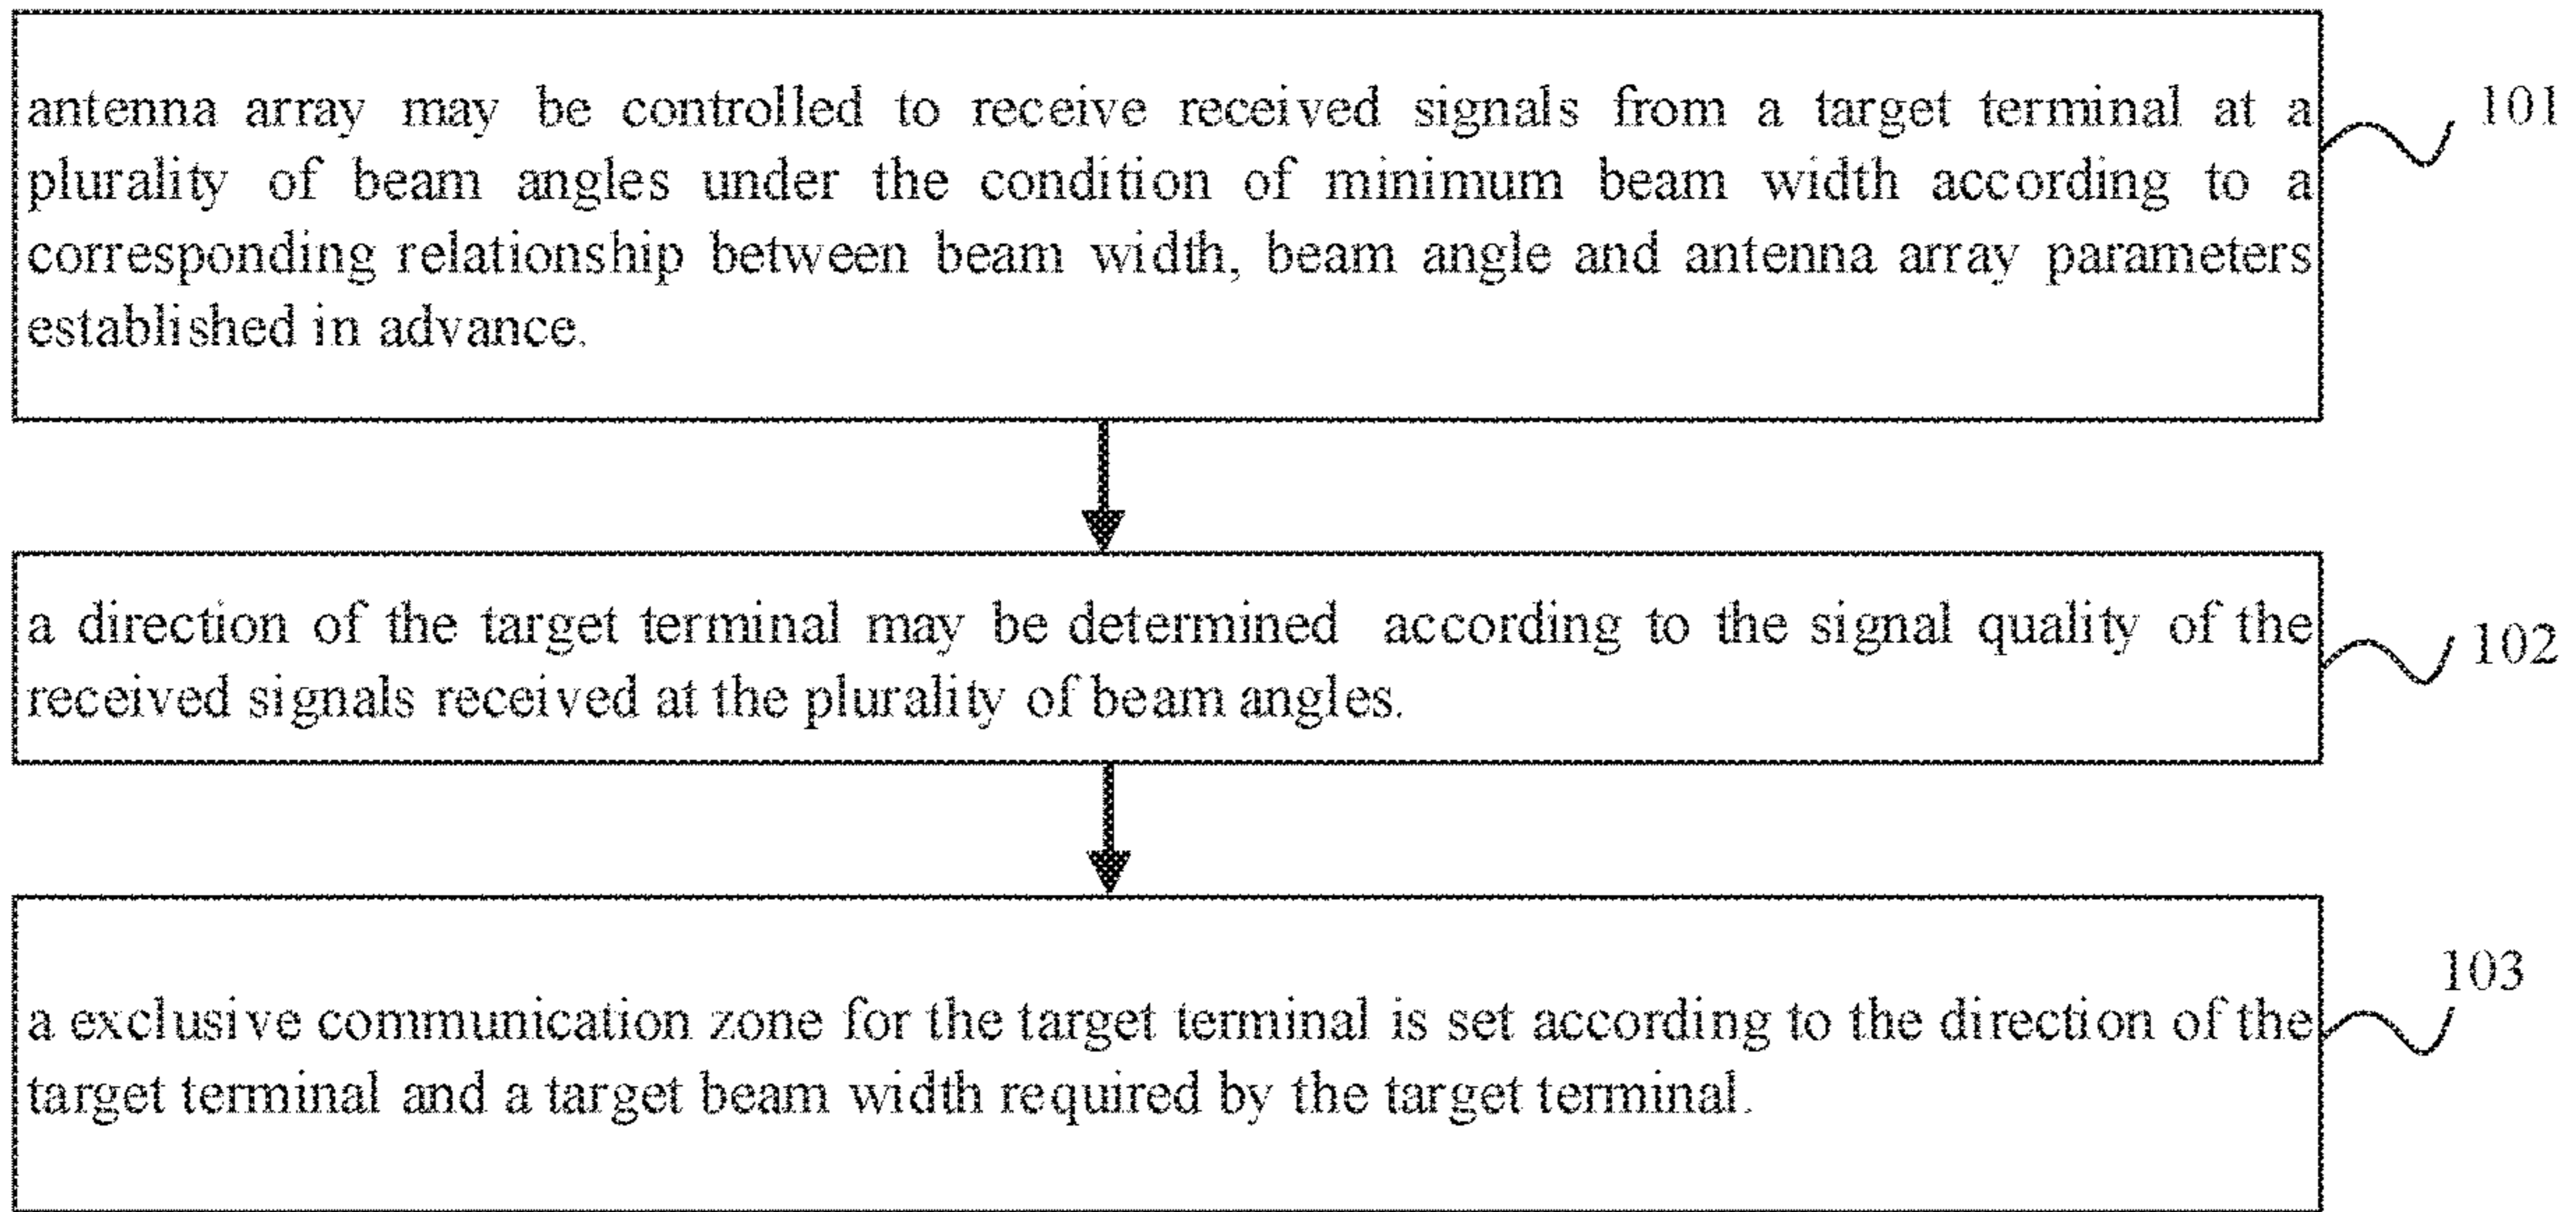 antenna array may be controlled to receive received signals from a target terminal at a
101
plurality of beam angles under the condition of minimum beam width according to a
corresponding relationship between beam width, beam angle and antenna array parameters
established in advance.
a direction of the target terminal may be determined according to the signal quality of the
102
received signals received at the plurality of beam angles.
103
a exclusive communication zone for the target terminal is set according to the direction of the
target terminal and a target beam width required by the target terminal.